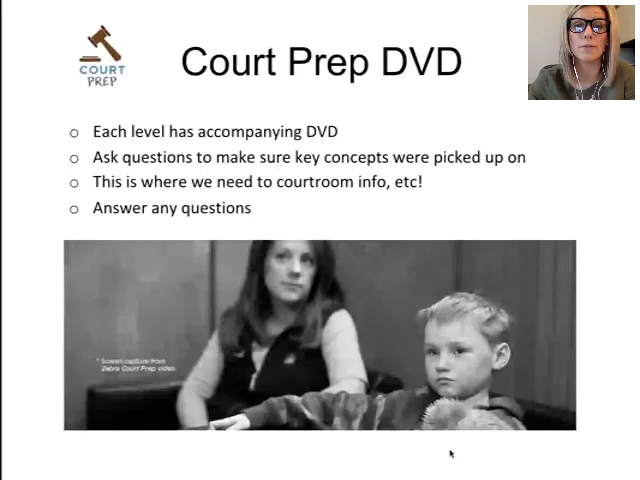 COURT
PREP
Court Prep DVD
Each level has accompanying DVD
Ask questions to make sure key concepts were picked up on
This is where we need to courtroom info, etc!
Answer any questions
* Screen capture from
Zebra Court Prep video.